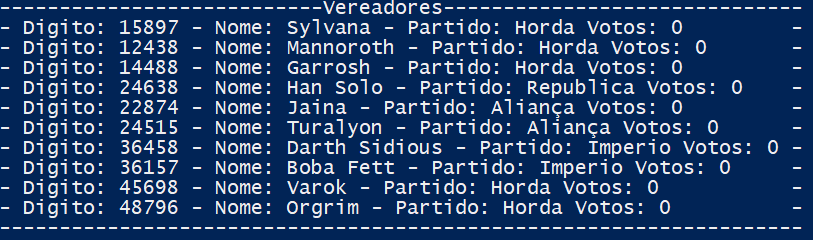 ---------------------------Vereadores------------------------------
- Digito: 15897 - Nome: Sylvana - Partido: Horda Votos: 0 -
- Digito: 12438 - Nome: Mannoroth - Partido: Horda Votos: 0 -
- Digito: 14488 - Nome: Garrosh - Partido: Horda Votos: 0 -
- Digito: 24638 - Nome: Han Solo - Partido: Republica Votos: 0 -
- Digito: 22874 - Nome: Jaina - Partido: Aliança Votos: 0 -
- Digito: 24515 - Nome: Turalyon - Partido: Aliança Votos: 0 -
- Digito: 36458 - Nome: Darth Sidious - Partido: Imperio Votos: 0 -
- Digito: 36157 - Nome: Boba Fett - Partido: Imperio Votos: 0 -
- Digito: 45698 - Nome: Varok - Partido: Horda Votos: 0 -
- Digito: 48796 - Nome: Orgrim - Partido: Horda Votos: 0 -
-------------------------------------------------------------------